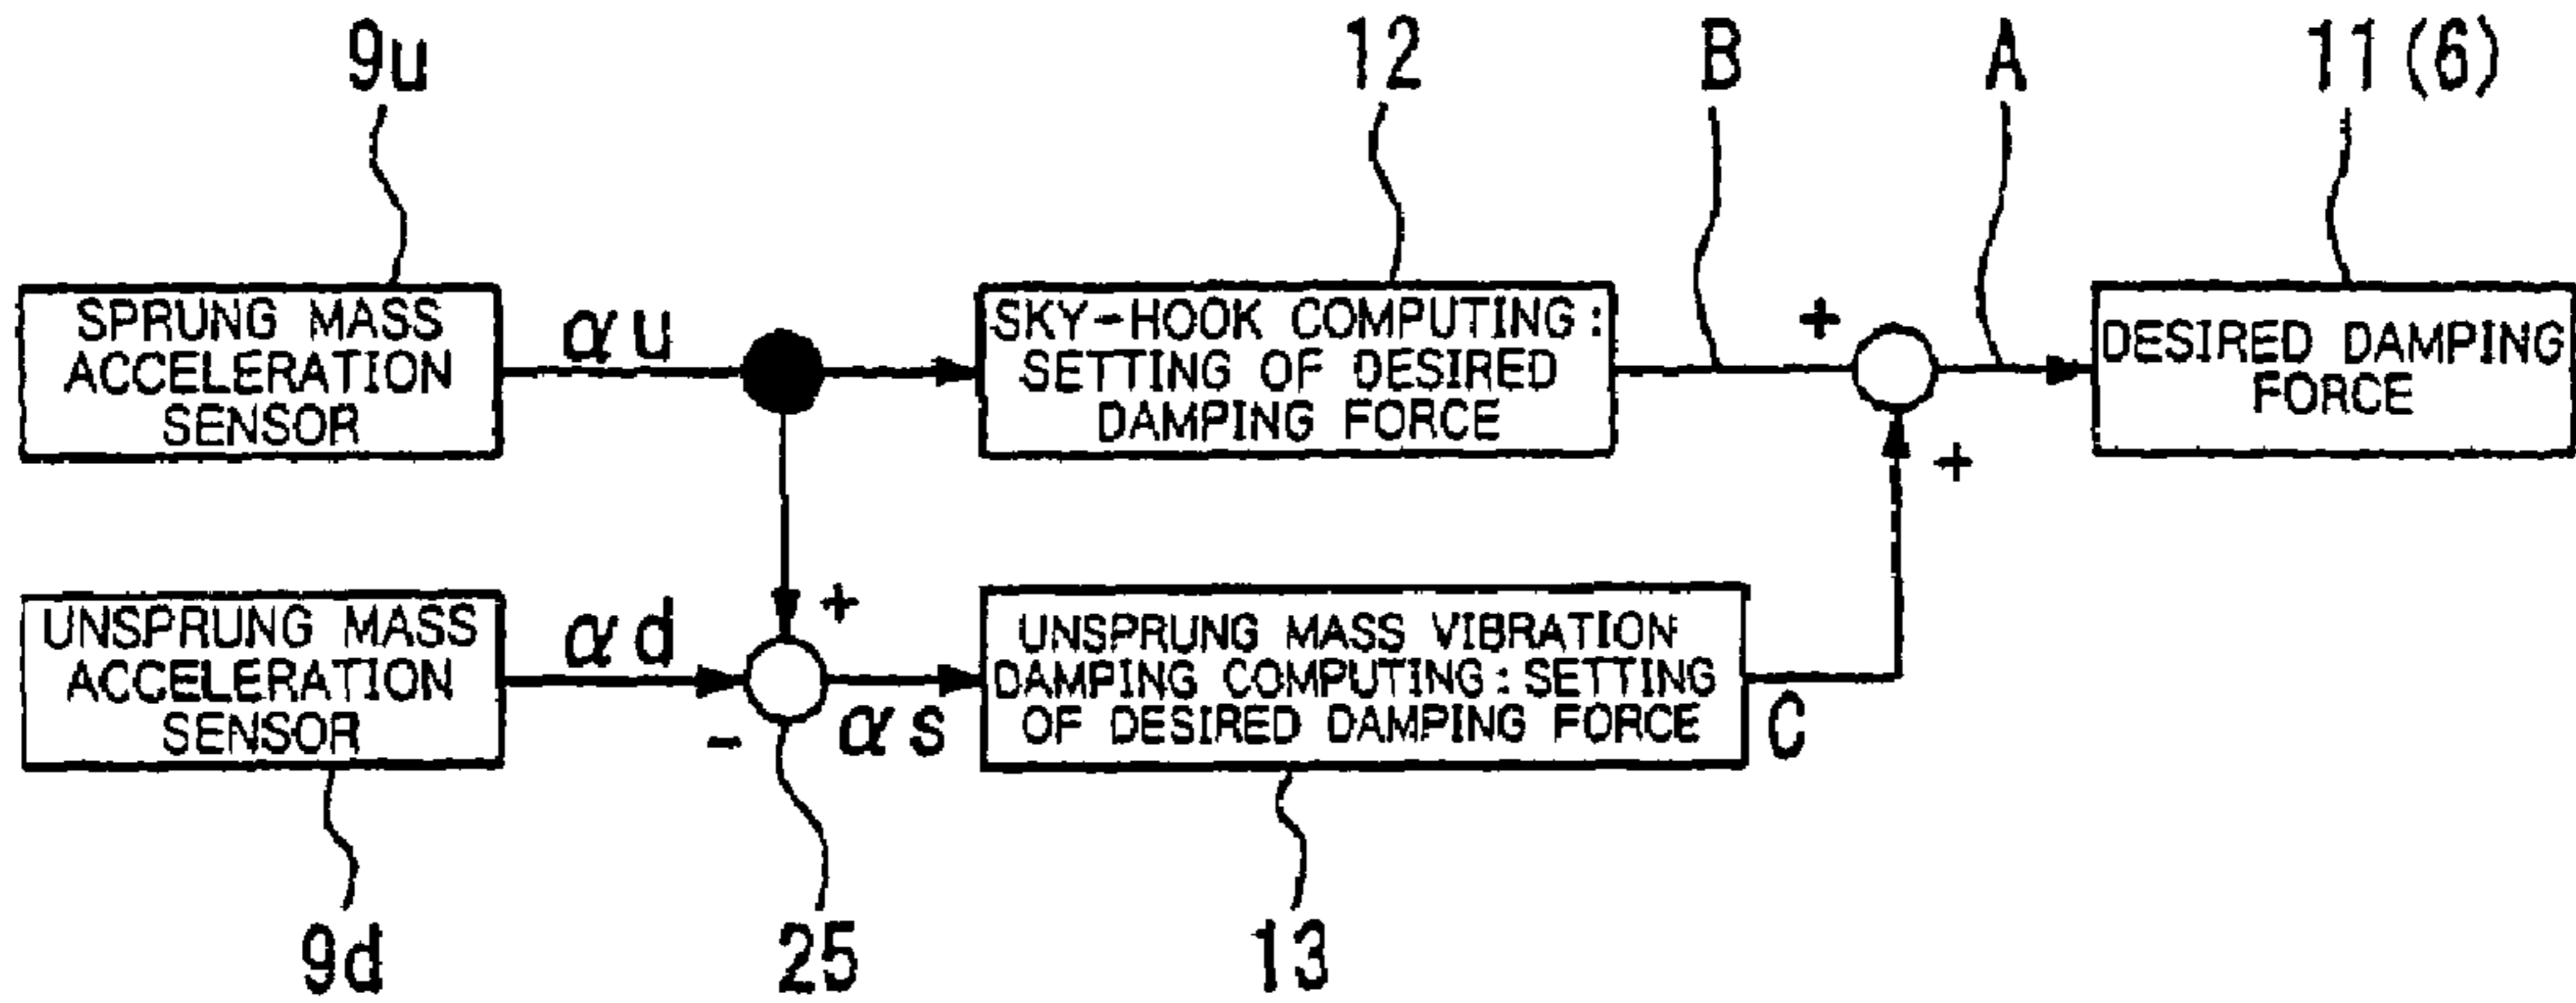 9u
12
B
A
11(6)
SPRUNG MASS
ACCELERATION
SENSOR
αu
SKY-HOOK COMPUTING:
SETTING OF DESIRED
DAMPING FORCE
+
+
DESIRED DAMPING
FORCE
UNSPRUNG MASS
ACCELERATION
SENSOR
αd
+
-
αs
UNSPRUNG MASS VIBRATION
DAMPING COMPUTING:SETTING
OF DESIRED DAMPING FORCE
C
9d
25
13